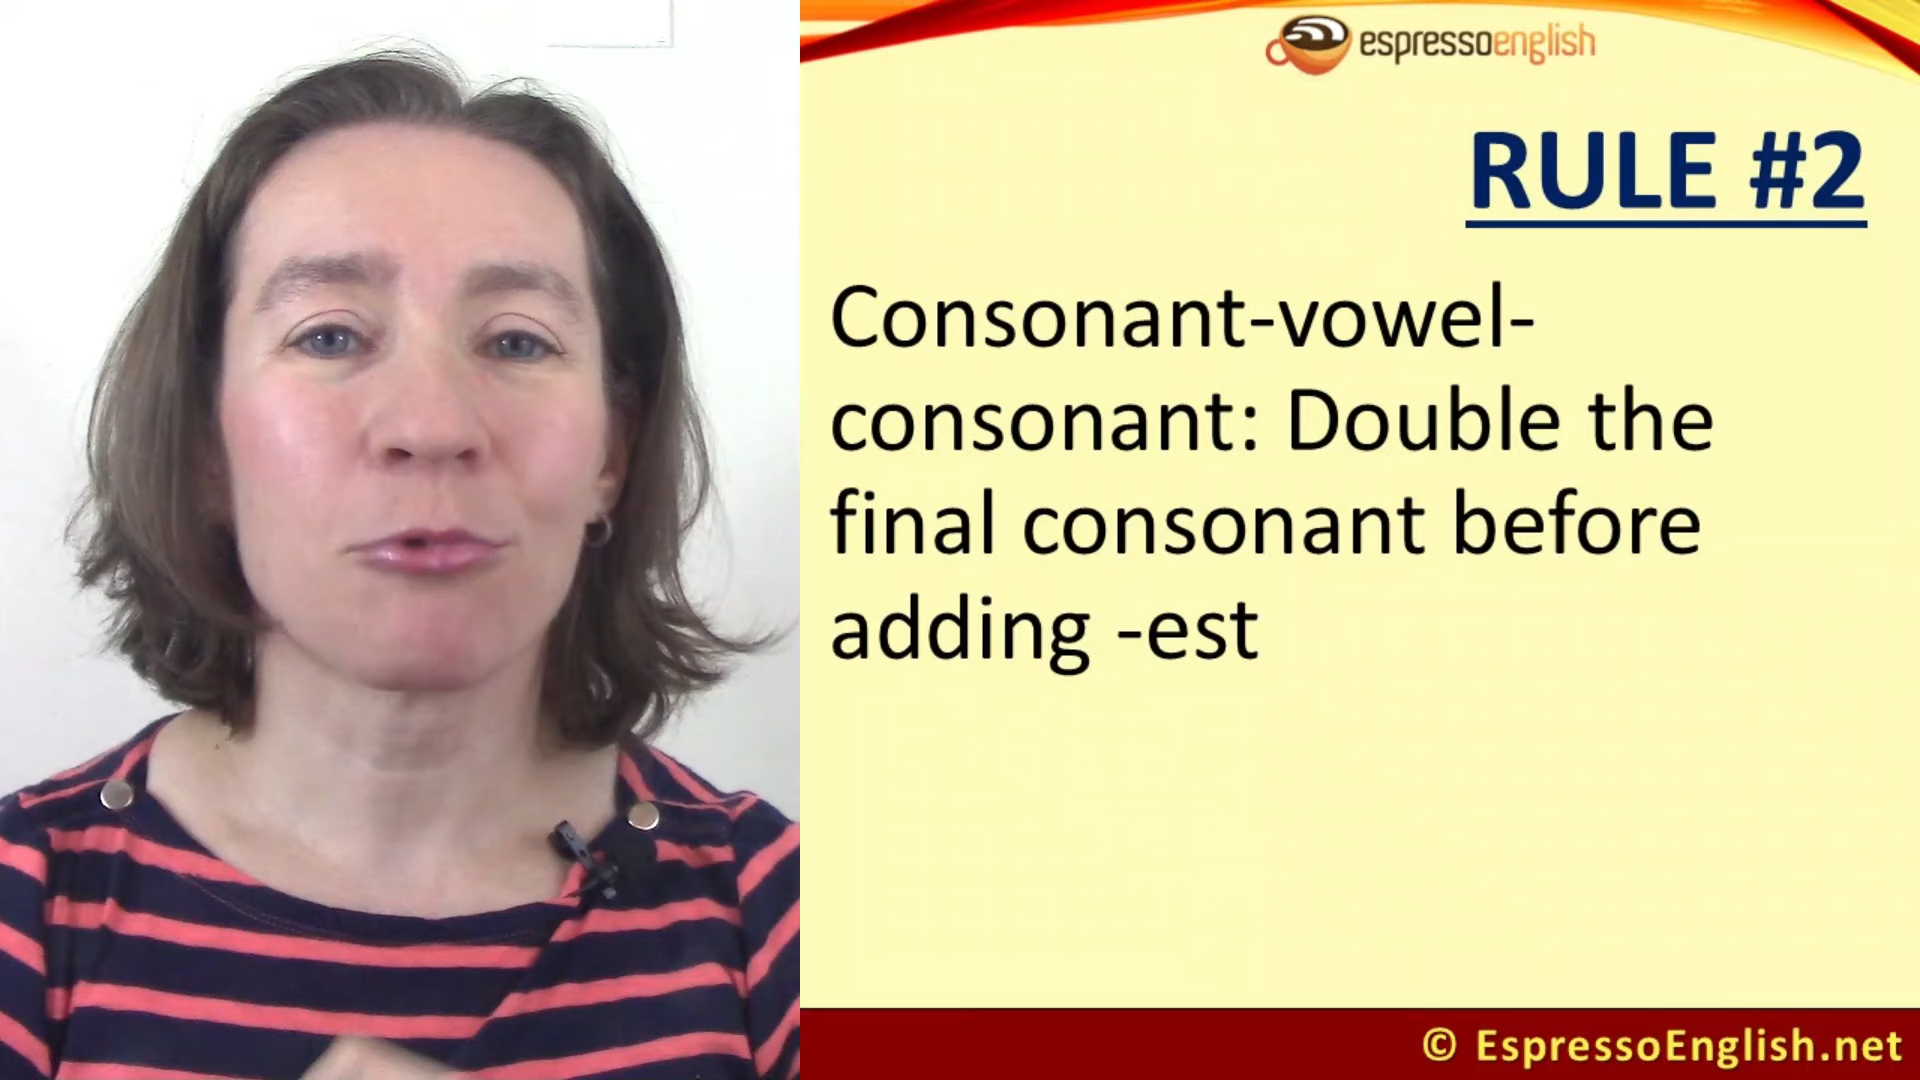 espressoenglish
RULE #2
Consonant-vowel-
consonant: Double the
final consonant before
adding -est
© EspressoEnglish.net